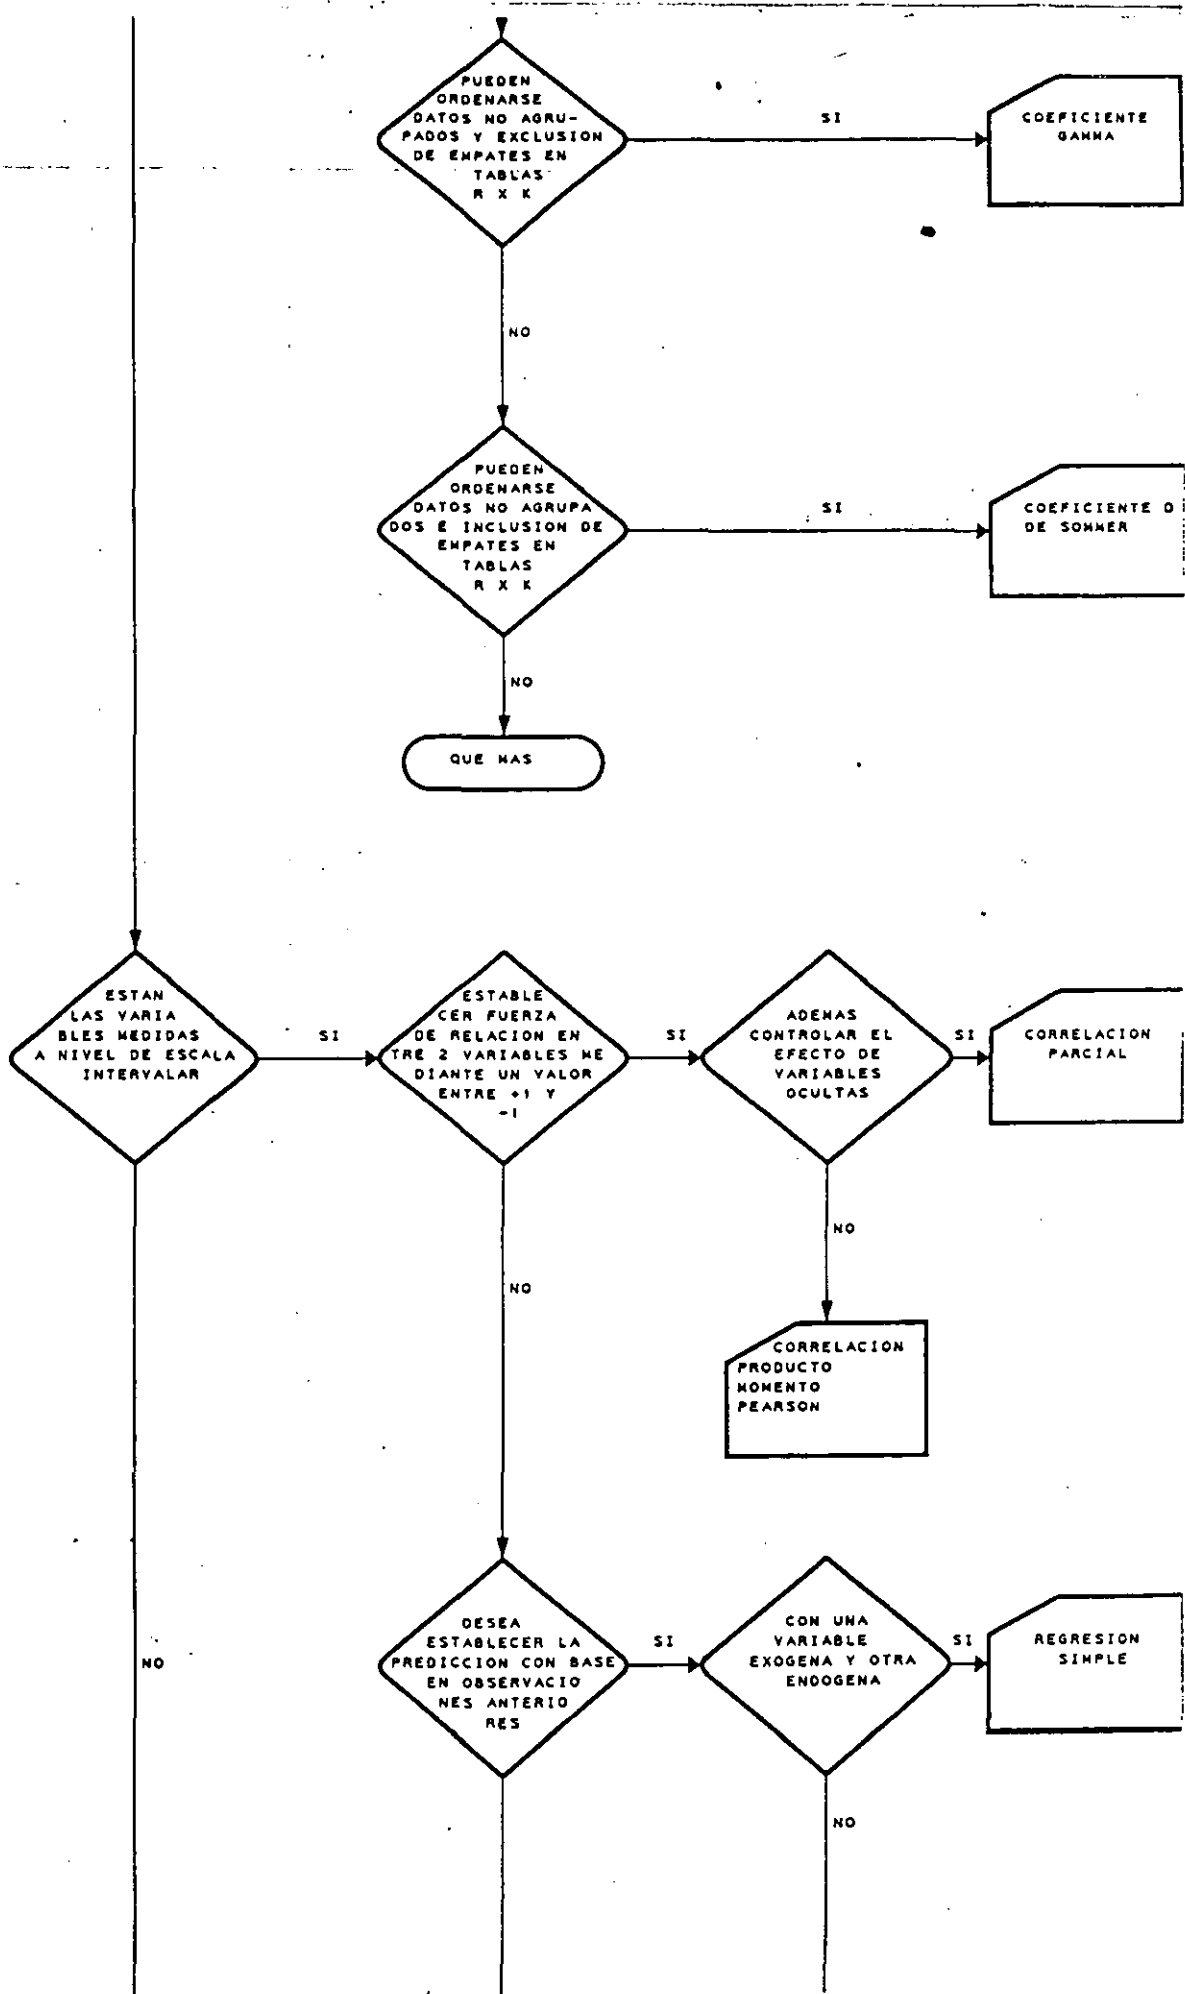 PUEDEN
ORDENARSE
DATOS NO AGRU-
PADOS Y EXCLUSION
DE EMPATES EN
TABLAS
R X K
SI
COEFICIENTE
GAMMA
NO
PUEDEN
ORDENARSE
DATOS NO AGRUPA
DOS E INCLUSION DE
EMPATES EN
TABLAS
R X K
SI
COEFICIENTE D
DE SOMMER
NO
QUE MAS
ESTAN
LAS VARIA
BLES MEDIDAS
A NIVEL DE ESCALA
INTERVALAR
SI
ESTABLE
CER FUERZA
DE RELACION EN
TRE 2 VARIABLES ME
DIANTE UN VALOR
ENTRE +1 Y
-1
SI
ADEMAS
CONTROLAR EL
EFECTO DE
VARIABLES
OCULTAS
SI
CORRELACION
PARCIAL
NO
NO
CORRELACION
PRODUCTO
MOMENTO
PEARSON
NO
DESEA
ESTABLECER LA
PREDICCION CON BASE
EN OBSERVACIO
NES ANTERIO
RES
SI
CON UNA
VARIABLE
EXOGENA Y OTRA
ENDOGENA
SI
REGRESION
SIMPLE
NO